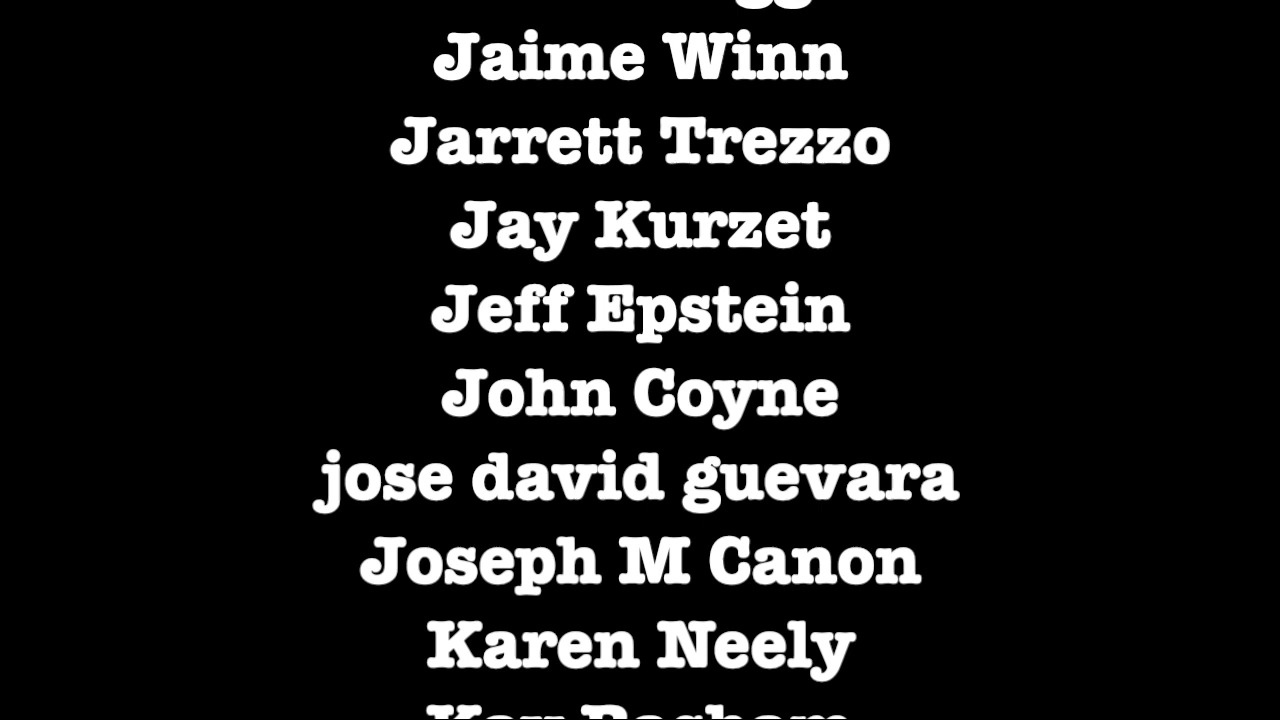 Jaime Winn
Jarrett Trezzo
Jay Kurzet
Jeff Epstein
John Coyne
jose david guevara
Joseph M Canon
Karen Neely